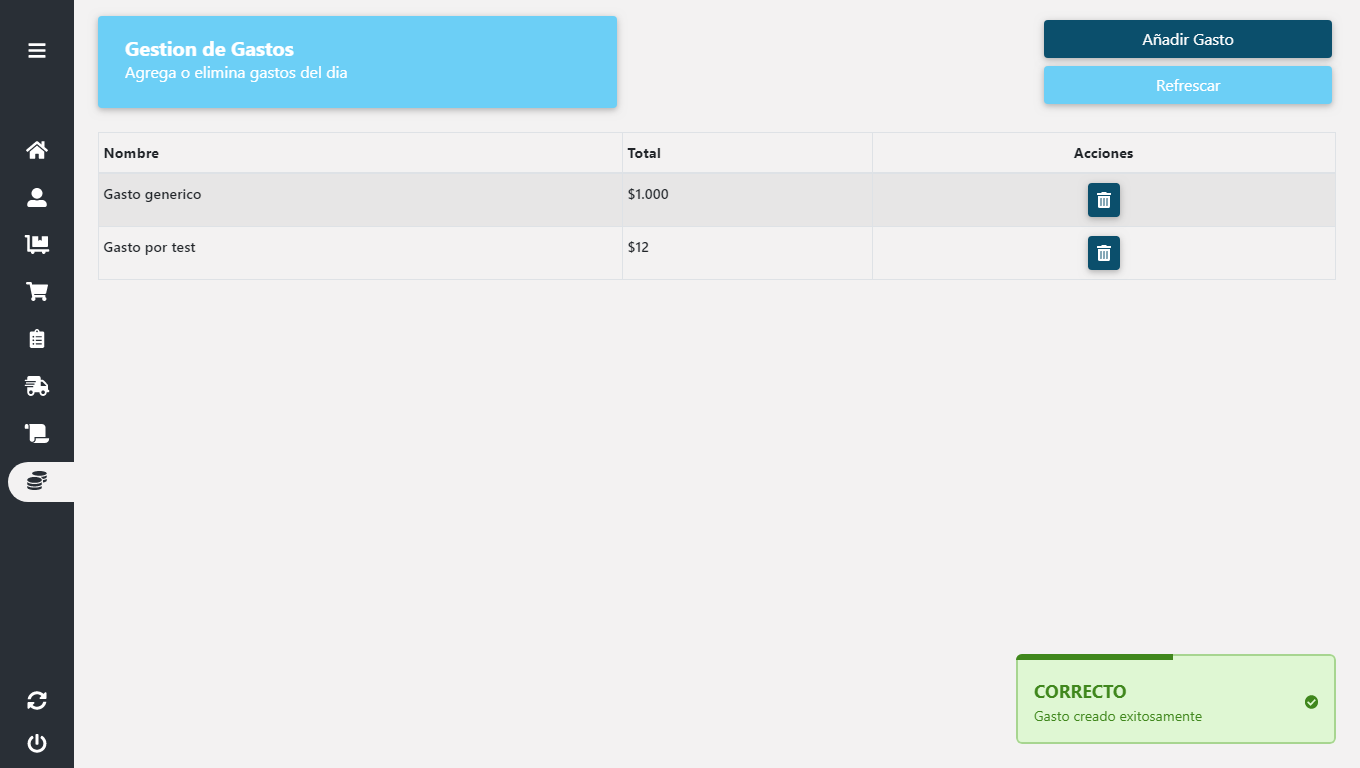 Gestion de Gastos
Agrega o elimina gastos del dia
Añadir Gasto
Refrescar
Nombre Total Acciones
Gasto generico $1.000
Gasto por test $12
CORRECTO
Gasto creado exitosamente